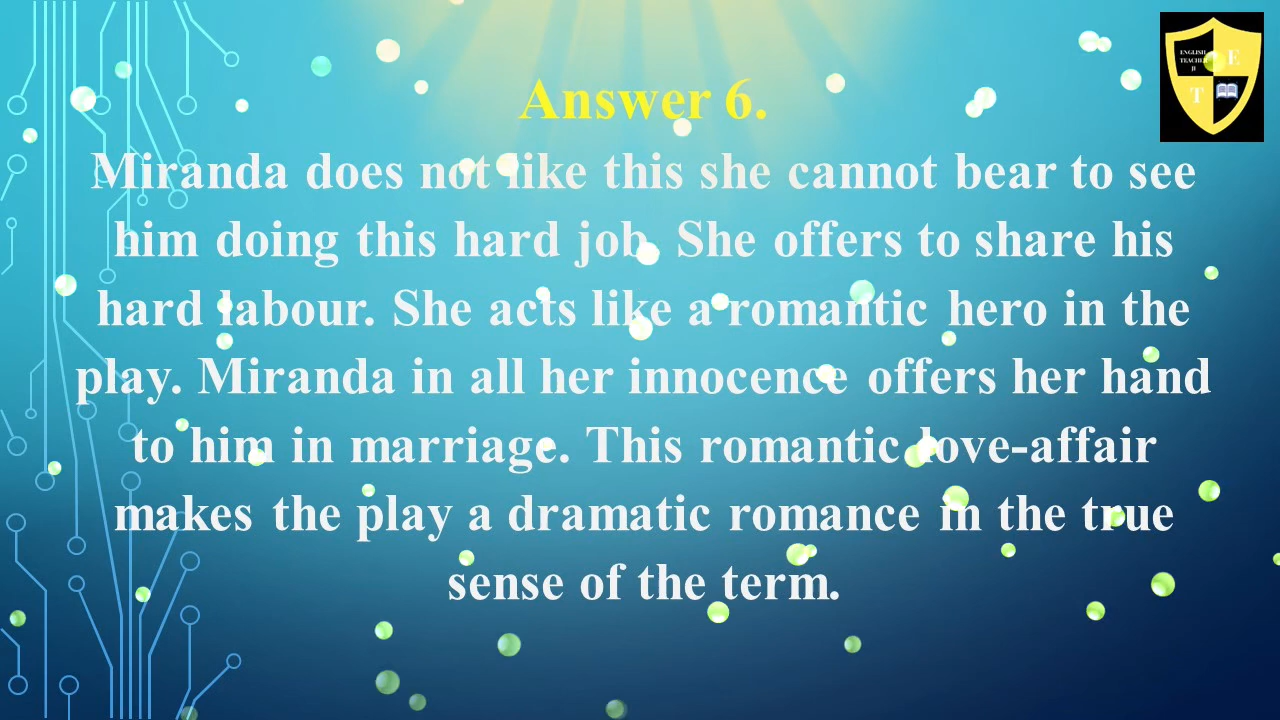 ENGLISH
TEACHER
JI
E
T
Answer 6.
Miranda does not like this she cannot bear to see
him doing this hard job. She offers to share his
hard labour. She acts like a romantic hero in the
play. Miranda in all her innocence offers her hand
to him in marriage. This romantic love-affair
makes the play a dramatic romance in the true
sense of the term.